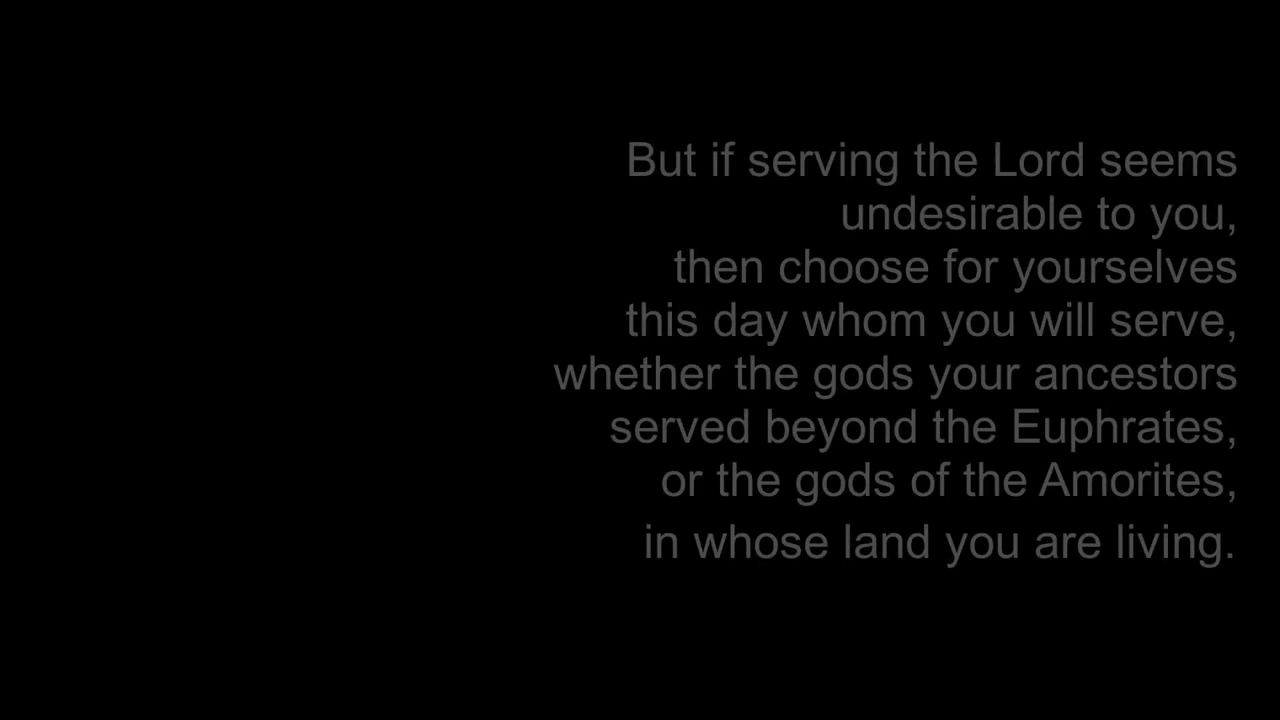 But if serving the Lord seems
undesirable to you,
then choose for yourselves
this day whom you will serve,
whether the gods your ancestors
served beyond the Euphrates,
or the gods of the Amorites,
in whose land you are living.